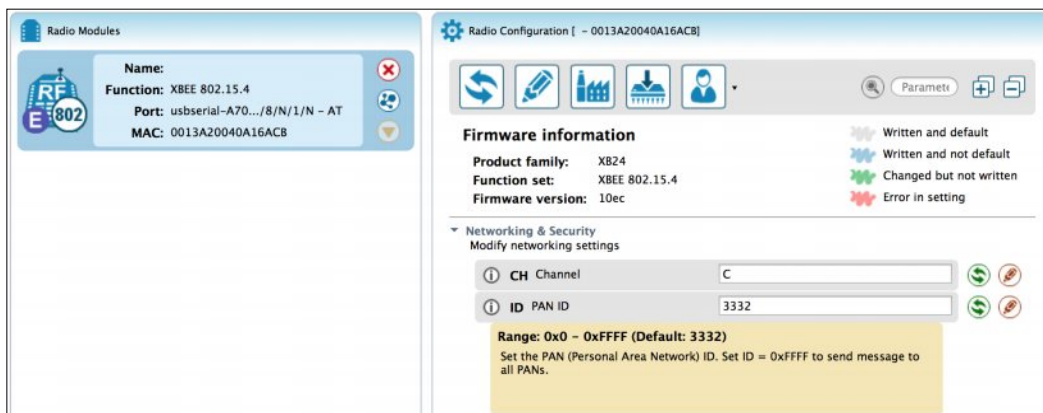 Radio Modules
Name:
Function: XBEE 802.15.4
Port: usbserial-A70.../8/N/1/N - AT
MAC: 0013A20040A16ACB
RF
E 802
Radio Configuration [ - 0013A20040A16ACB]
Paramete
Firmware information
Product family: XB24
Function set: XBEE 802.15.4
Firmware version: 10ec
Written and default
Written and not default
Changed but not written
Error in setting
Networking & Security
Modify networking settings
i CH Channel C
i ID PAN ID 3332
Range: 0x0 - 0xFFFF (Default: 3332)
Set the PAN (Personal Area Network) ID. Set ID = 0xFFFF to send message to
all PANs.